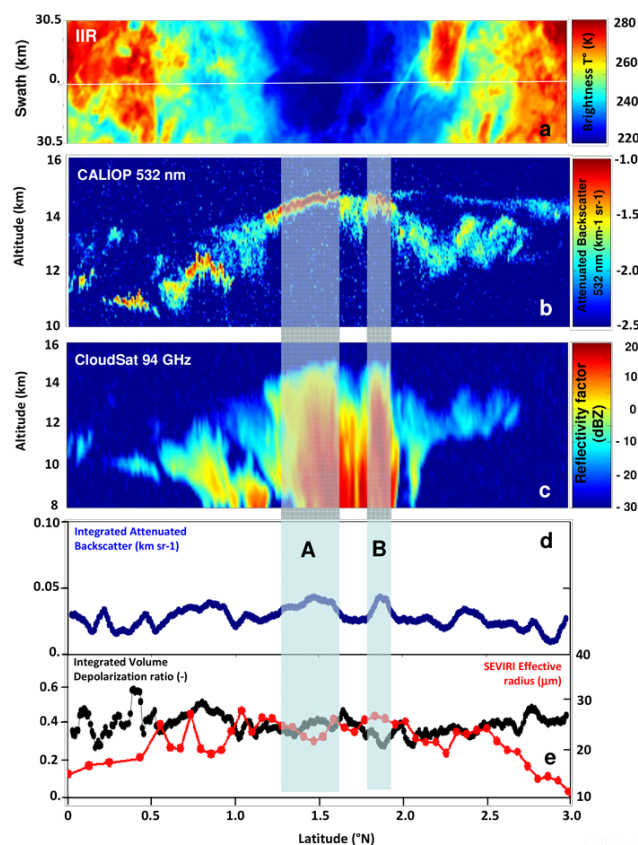 30.5
0.
30.5
Swath (km)
IIR
a
280
260
240
220
Brightness T° (K)
16
14
12
10
Altitude (km)
CALIOP 532 nm
b
-1.0
-1.5
-2.0
-2.5
Attenuated Backscatter
532 nm (km-1 sr-1)
16
14
12
10
8
Altitude (km)
CloudSat 94 GHz
c
20
10
0
- 10
- 20
- 30
Reflectivity factor
(dBZ)
0.10
0.05
0.
Integrated Attenuated
Backscatter (km sr-1)
A
B
d
Integrated Volume
Depolarization ratio (-)
SEVIRI Effective
radius (µm)
0.6
0.4
0.2
0.
40
30
20
10
e
0
0.5
1.0
1.5
2.0
2.5
3.0
Latitude (°N)